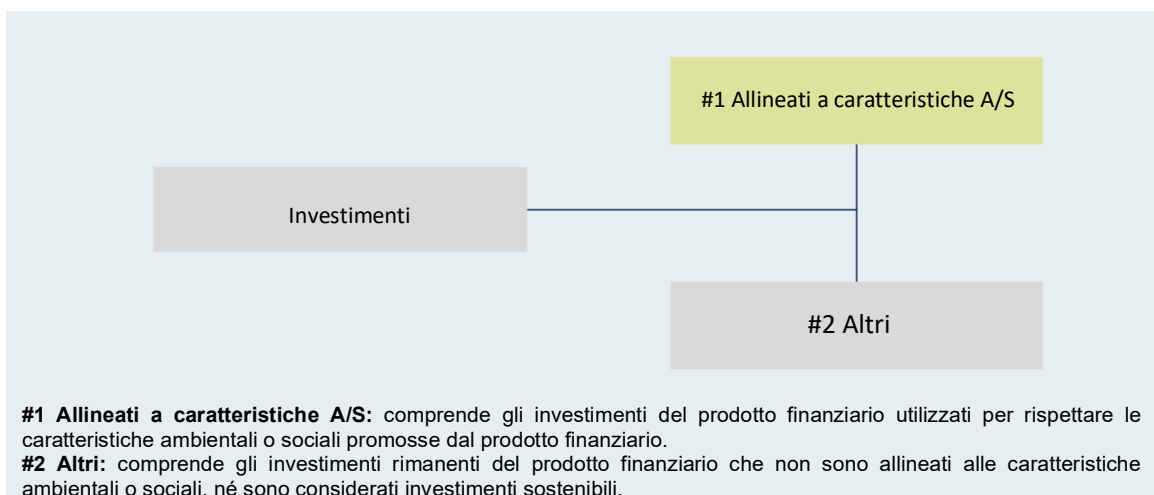 #1 Allineati a caratteristiche A/S
Investimenti
#2 Altri
#1 Allineati a caratteristiche A/S: comprende gli investimenti del prodotto finanziario utilizzati per rispettare le
caratteristiche ambientali o sociali promosse dal prodotto finanziario.
#2 Altri: comprende gli investimenti rimanenti del prodotto finanziario che non sono allineati alle caratteristiche
ambientali o sociali, né sono considerati investimenti sostenibili.